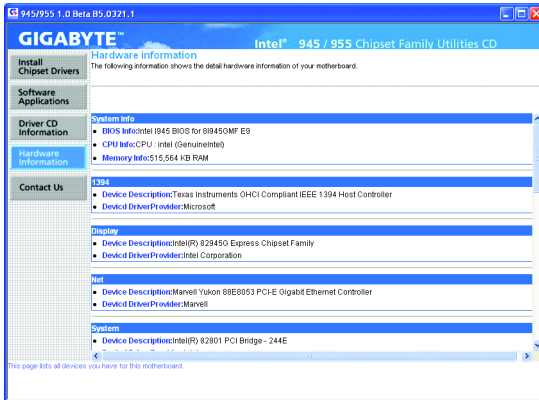 945/955 1.0 Beta B5.0321.1
GIGABYTE™
Intel® 945 / 955 Chipset Family Utilities CD
Install
Chipset Drivers
Software
Applications
Driver CD
Information
Hardware
Information
Contact Us
Hardware information
The following information shows the detail hardware information of your motherboard.
System Info
BIOS Info:Intel I945 BIOS for 8I945GMF E9
CPU Info:CPU : intel (GenuineIntel)
Memory Info:515,564 KB RAM
1394
Device Description:Texas Instruments OHCI Compliant IEEE 1394 Host Controller
Devicd DriverProvider:Microsoft
Display
Device Description:Intel(R) 82945G Express Chipset Family
Devicd DriverProvider:Intel Corporation
Net
Device Description:Marvell Yukon 88E8053 PCI-E Gigabit Ethernet Controller
Devicd DriverProvider:Marvell
System
Device Description:Intel(R) 82801 PCI Bridge - 244E
This page lists all devices you have for this motherboard.